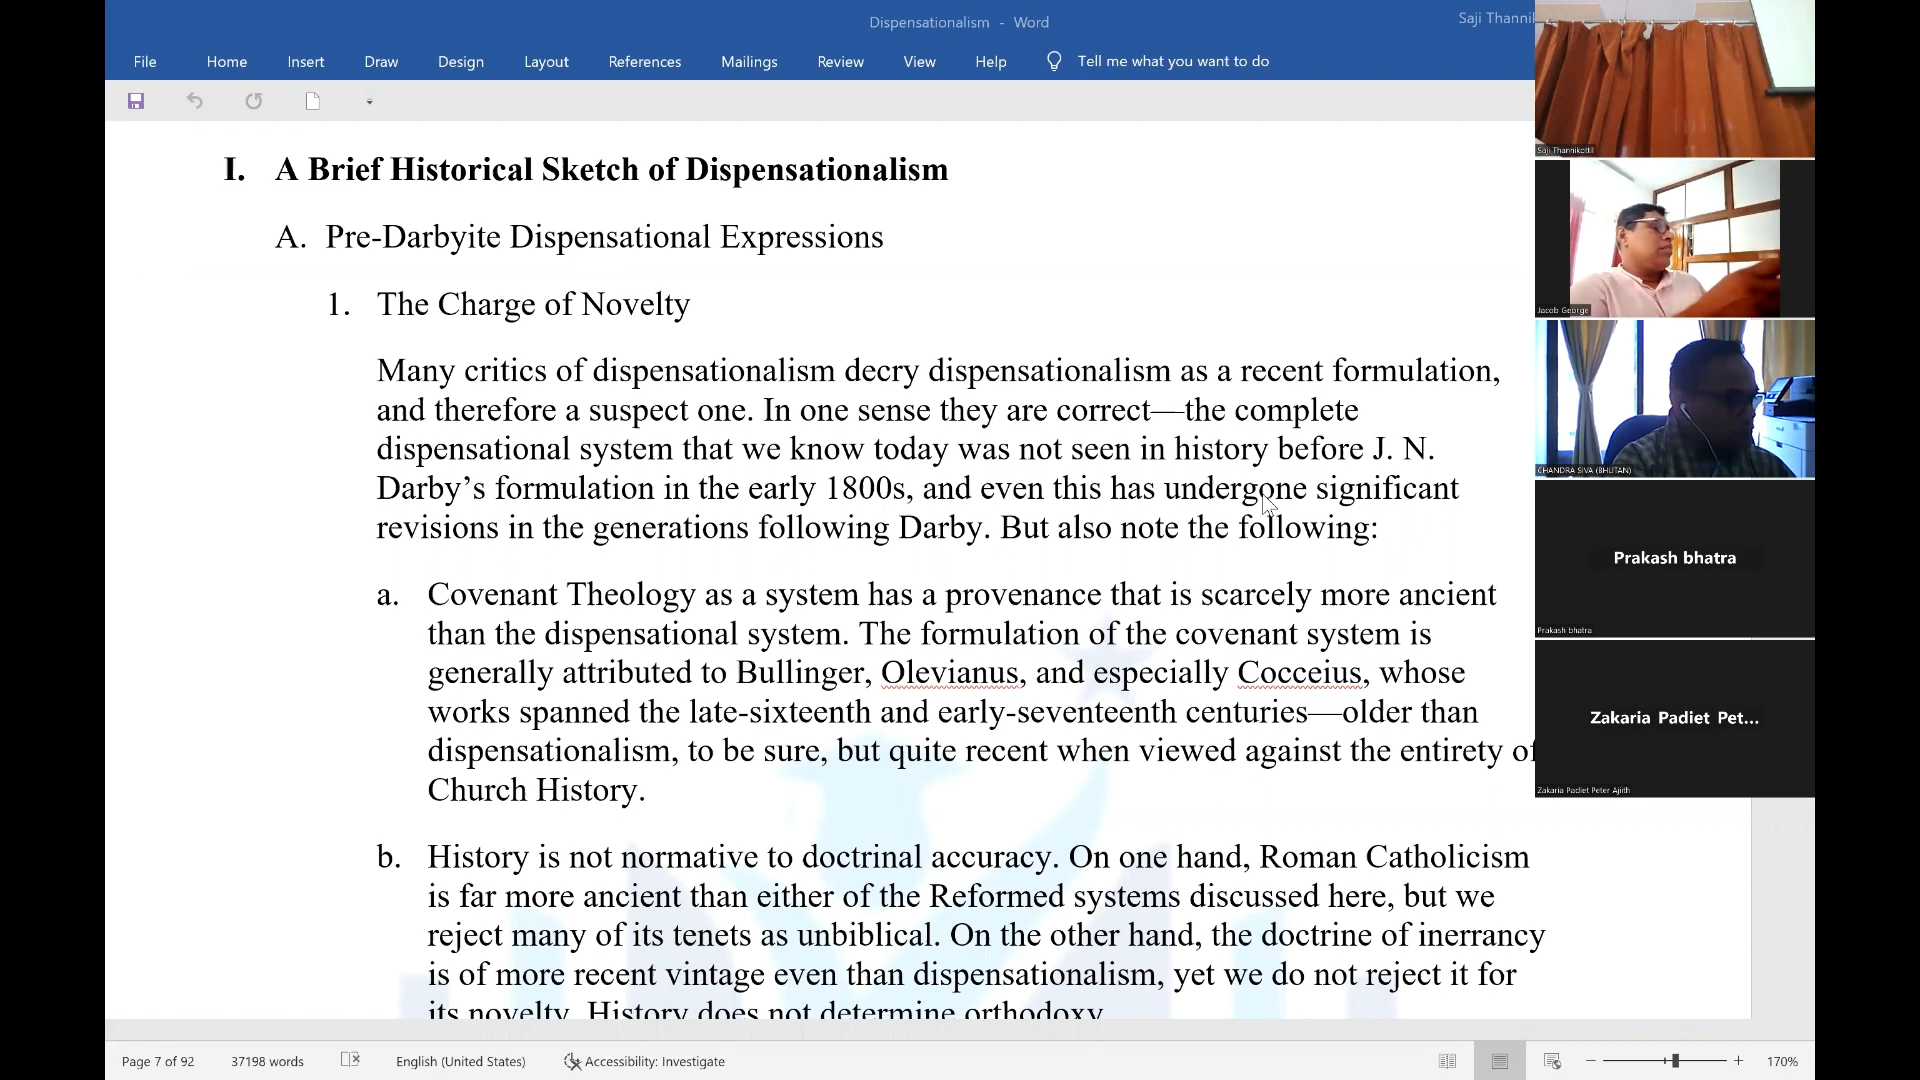 Dispensationalism - Word
Saji Thannik
File Home Insert Draw Design Layout References Mailings Review View Help Tell me what you want to do
I. A Brief Historical Sketch of Dispensationalism
A. Pre-Darbyite Dispensational Expressions
1. The Charge of Novelty
Many critics of dispensationalism decry dispensationalism as a recent formulation,
and therefore a suspect one. In one sense they are correct—the complete
dispensational system that we know today was not seen in history before J. N.
Darby’s formulation in the early 1800s, and even this has undergone significant
revisions in the generations following Darby. But also note the following:
a. Covenant Theology as a system has a provenance that is scarcely more ancient
than the dispensational system. The formulation of the covenant system is
generally attributed to Bullinger, Olevianus, and especially Cocceius, whose
works spanned the late-sixteenth and early-seventeenth centuries—older than
dispensationalism, to be sure, but quite recent when viewed against the entirety of
Church History.
b. History is not normative to doctrinal accuracy. On one hand, Roman Catholicism
is far more ancient than either of the Reformed systems discussed here, but we
reject many of its tenets as unbiblical. On the other hand, the doctrine of inerrancy
is of more recent vintage even than dispensationalism, yet we do not reject it for
its novelty. History does not determine orthodoxy.
Saji Thannikottil
Jacob George
CHANDRA SIVA (BHUTAN)
Prakash bhatra
Prakash bhatra
Zakaria Padiet Pet...
Zakaria Padiet Peter Ajiith
Page 7 of 92 37198 words English (United States) Accessibility: Investigate 170%